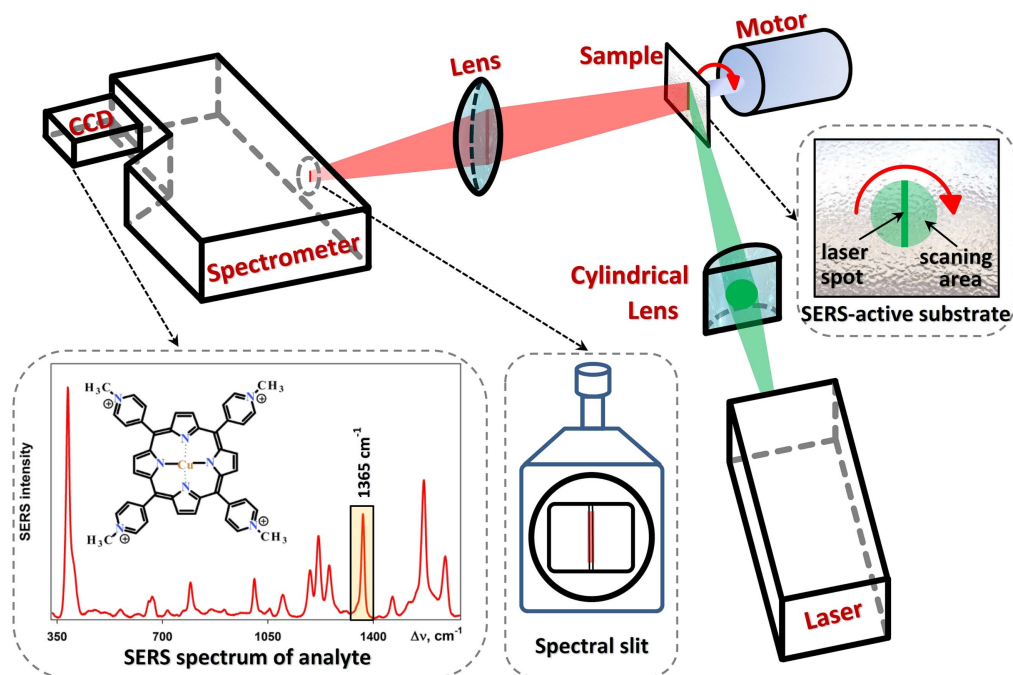 Motor
Sample
Lens
CCD
Spectrometer
laser
spot
scaning
area
SERS-active substrate
Cylindrical
Lens
Laser
SERS intensity
H₃C
CH₃
N
⊕
N
⊕
N
N
Cu
N
N
1365 cm⁻¹
H₃C
N
⊕
N
⊕
CH₃
350
700
1050
1400
Δν, cm⁻¹
SERS spectrum of analyte
Spectral slit